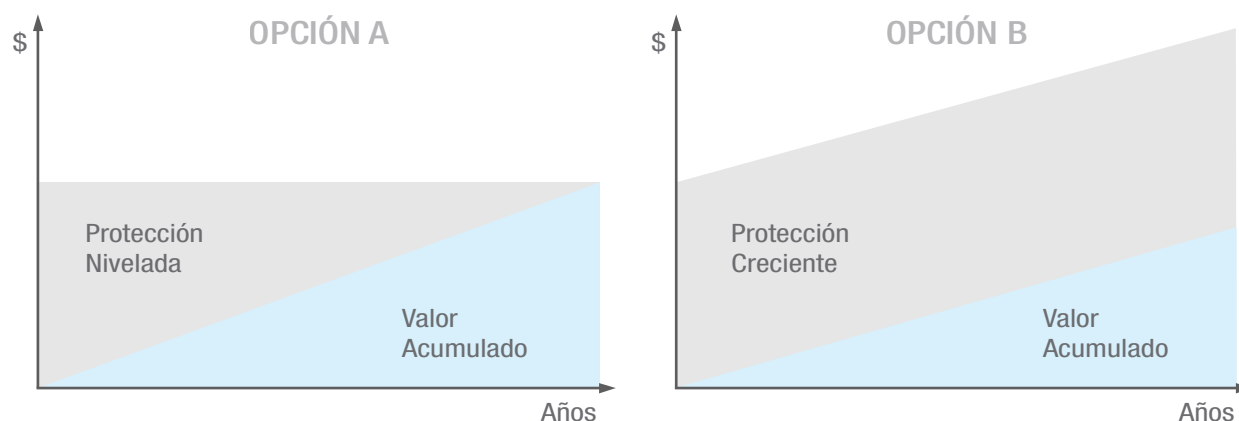 OPCIÓN A
$
Protección
Nivelada
Valor
Acumulado
Años
OPCIÓN B
$
Protección
Creciente
Valor
Acumulado
Años